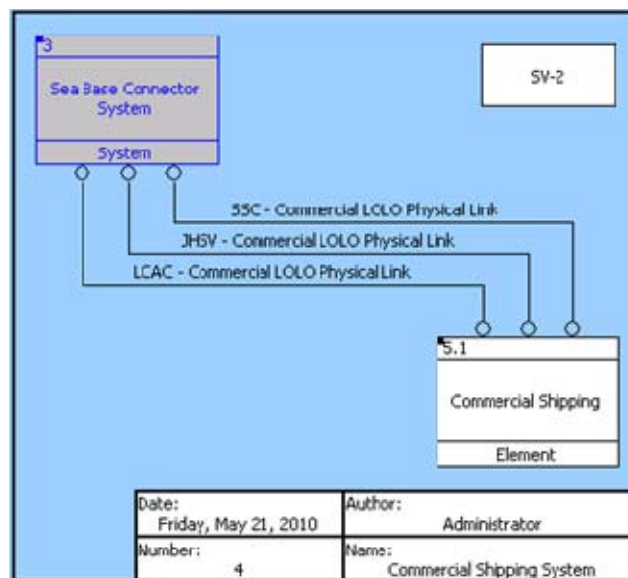 3
Sea Base Connector
System
System
SV-2
SSC - Commercial LOLO Physical Link
JHSV - Commercial LOLO Physical Link
LCAC - Commercial LOLO Physical Link
5.1
Commercial Shipping
Element
Date:
Friday, May 21, 2010
Author:
Administrator
Number:
4
Name:
Commercial Shipping System